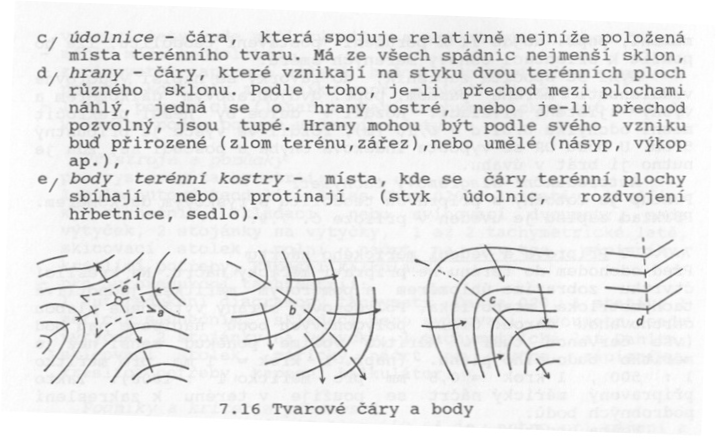 c/ údolnice – čára, která spojuje relativně nejníže položená
místa terénního tvaru. Má ze všech spádnic nejmenší sklon,
d/ hrany – čáry, které vznikají na styku dvou terénních ploch
různého sklonu. Podle toho, je-li přechod mezi plochami
náhlý, jedná se o hrany ostré, nebo je-li přechod
pozvolný, jsou tupé. Hrany mohou být podle svého vzniku
buď přirozené (zlom terénu,zářez),nebo umělé (násyp, výkop
ap.),
e/ body terénní kostry – místa, kde se čáry terénní plochy
sbíhají nebo protínají (styk údolnic, rozdvojení
hřbetnice, sedlo).
e a b c d
7.16 Tvarové čáry a body